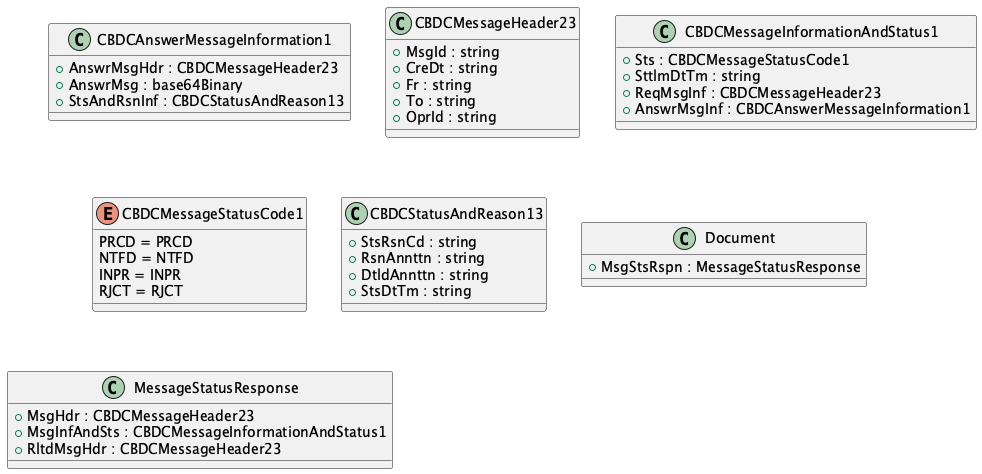 C CBDCAnswerMessageInformation1
AnswrMsgHdr : CBDCMessageHeader23
AnswrMsg : base64Binary
StsAndRsnInf : CBDCStatusAndReason13
C CBDCMessageHeader23
MsgId : string
CreDt : string
Fr : string
To : string
OprId : string
C CBDCMessageInformationAndStatus1
Sts : CBDCMessageStatusCode1
SttlmDtTm : string
ReqMsgInf : CBDCMessageHeader23
AnswrMsgInf : CBDCAnswerMessageInformation1
E CBDCMessageStatusCode1
PRCD = PRCD
NTFD = NTFD
INPR = INPR
RJCT = RJCT
C CBDCStatusAndReason13
StsRsnCd : string
RsnAnnttn : string
DtldAnnttn : string
StsDtTm : string
C Document
MsgStsRspn : MessageStatusResponse
C MessageStatusResponse
MsgHdr : CBDCMessageHeader23
MsgInfAndSts : CBDCMessageInformationAndStatus1
RltdMsgHdr : CBDCMessageHeader23